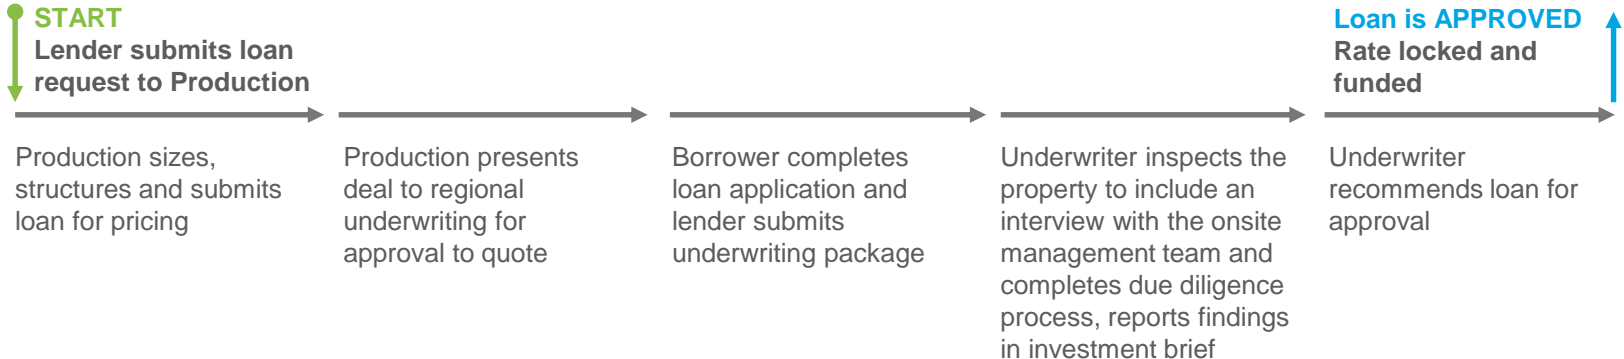 START
Lender submits loan
request to Production
Loan is APPROVED
Rate locked and
funded
Production sizes,
structures and submits
loan for pricing
Production presents
deal to regional
underwriting for
approval to quote
Borrower completes
loan application and
lender submits
underwriting package
Underwriter inspects the
property to include an
interview with the onsite
management team and
completes due diligence
process, reports findings
in investment brief
Underwriter
recommends loan for
approval